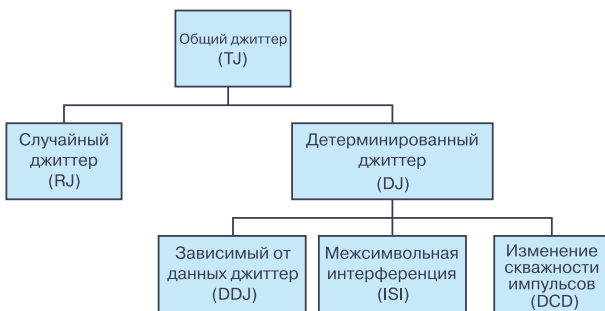 Общий джиттер
(TJ)
Случайный
джиттер
(RJ)
Детерминированный
джиттер
(DJ)
Зависимый от
данных джиттер
(DDJ)
Межсимвольная
интерференция
(ISI)
Изменение
скважности
импульсов
(DCD)